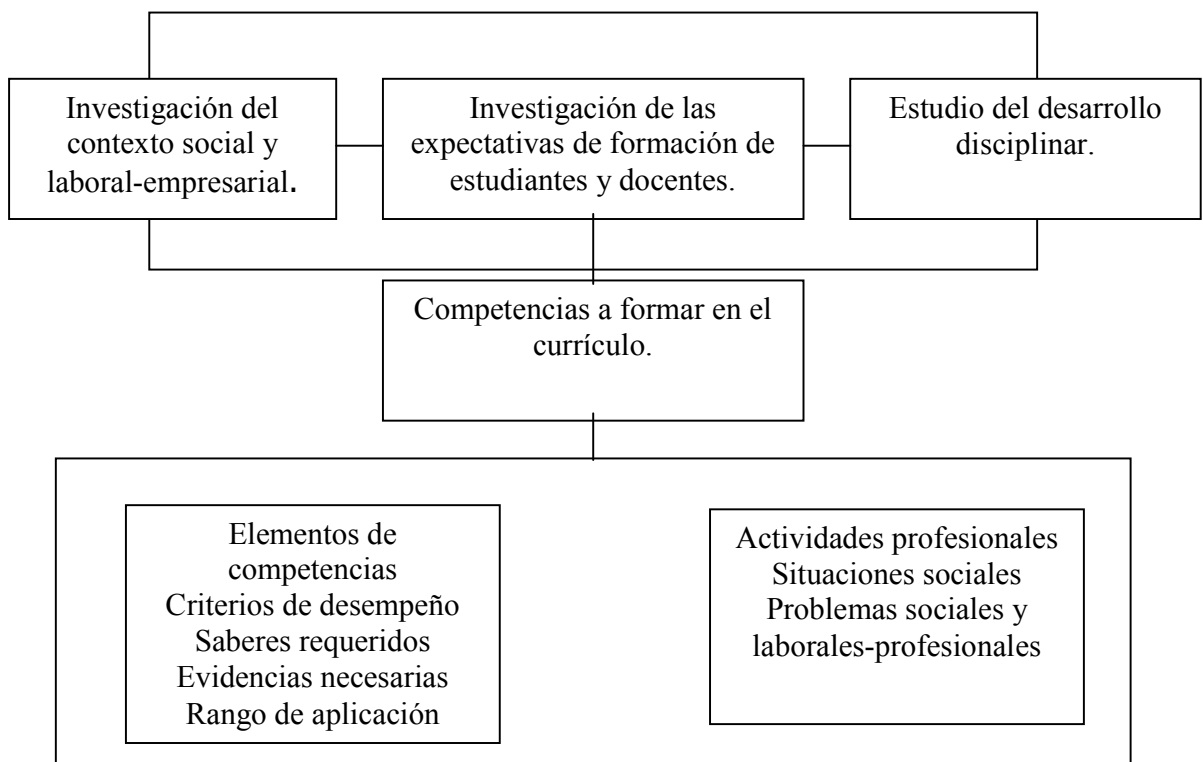 Investigación del
contexto social y
laboral-empresarial.
Investigación de las
expectativas de formación de
estudiantes y docentes.
Estudio del desarrollo
disciplinar.
Competencias a formar en el
currículo.
Elementos de
competencias
Criterios de desempeño
Saberes requeridos
Evidencias necesarias
Rango de aplicación
Actividades profesionales
Situaciones sociales
Problemas sociales y
laborales-profesionales